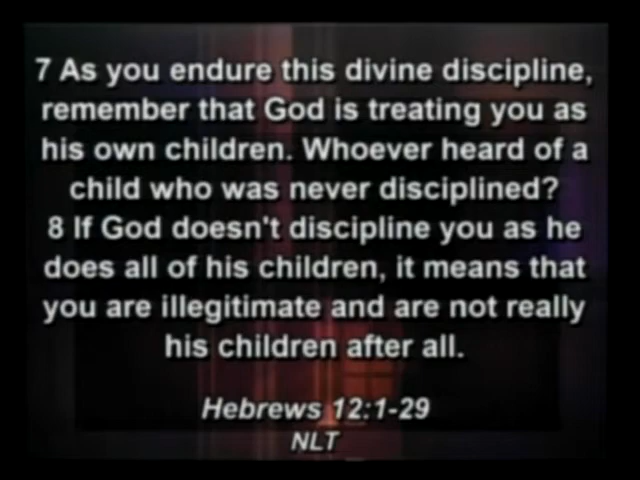 7 As you endure this divine discipline,
remember that God is treating you as
his own children. Whoever heard of a
child who was never disciplined?
8 If God doesn't discipline you as he
does all of his children, it means that
you are illegitimate and are not really
his children after all.
Hebrews 12:1-29
NLT